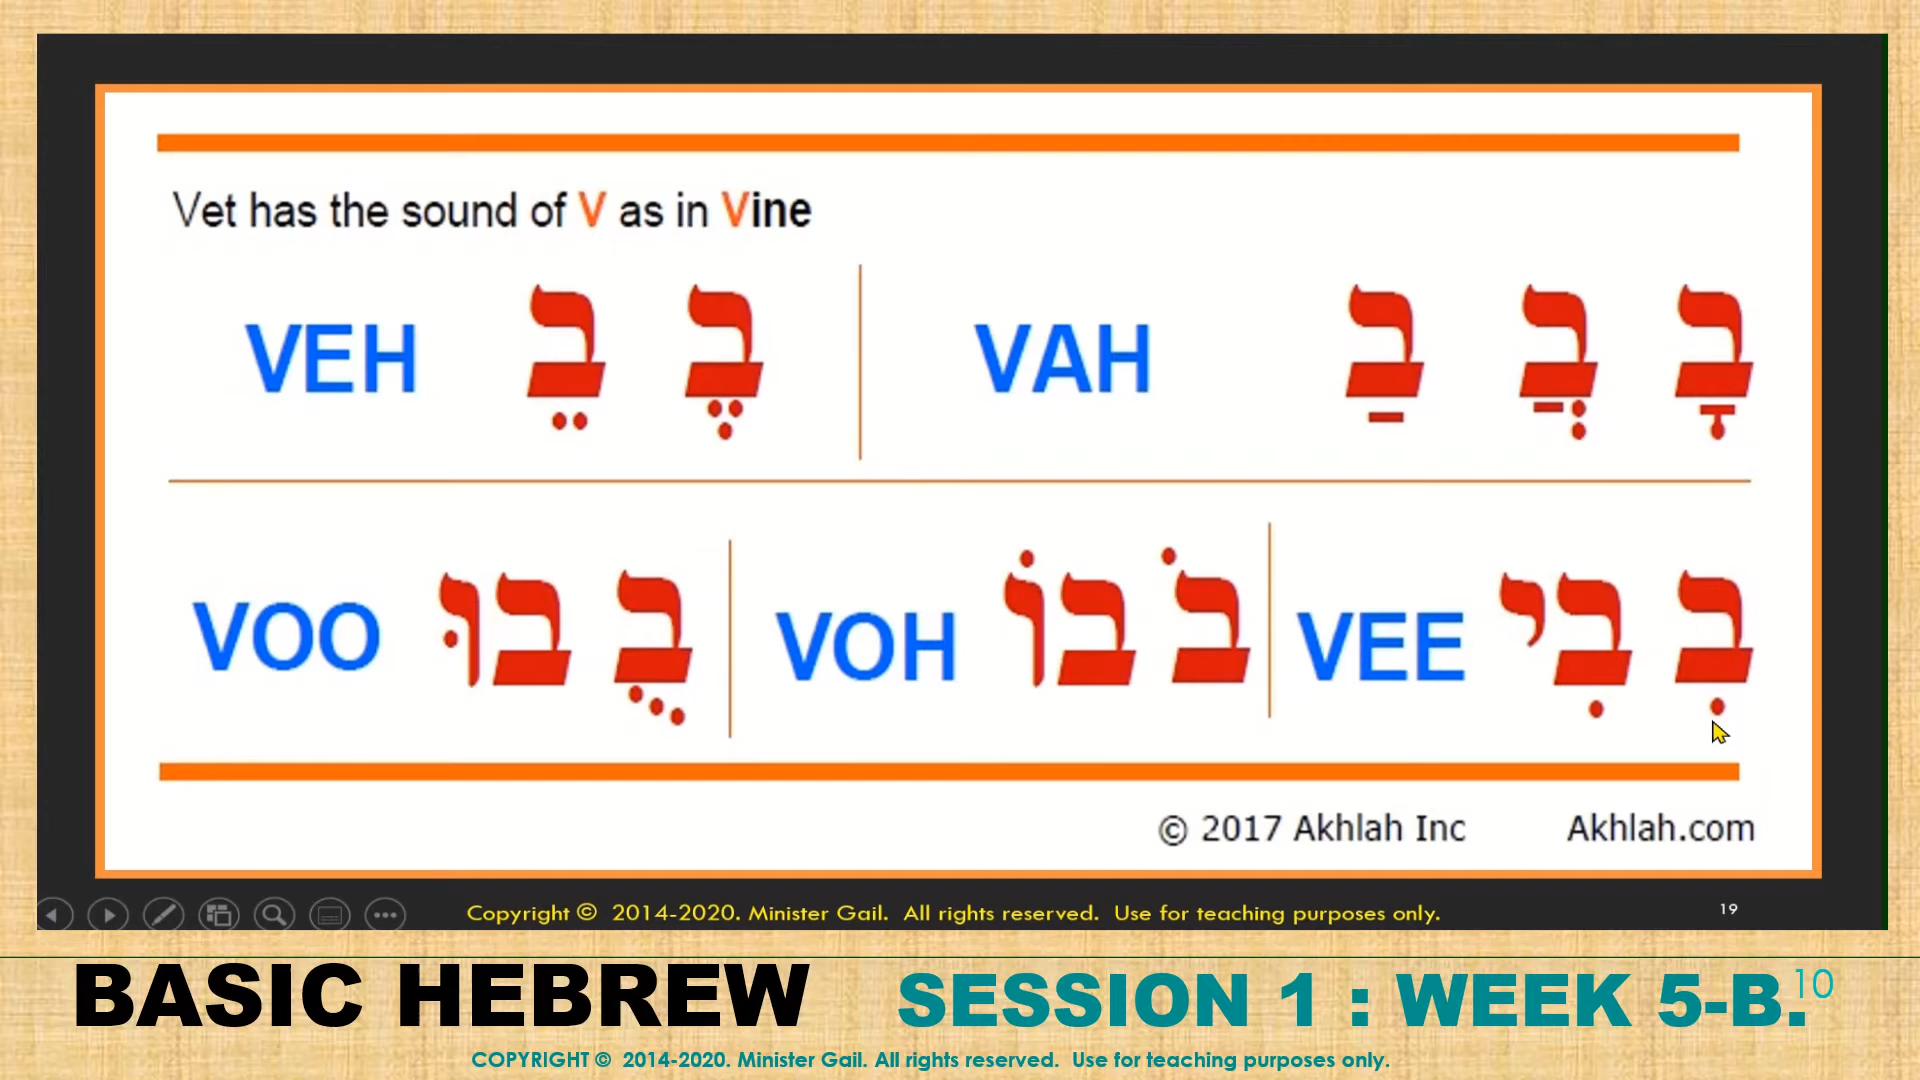 Vet has the sound of V as in Vine
VEH בֵ בֶ
VAH בַ בֲ בָ
VOO בוּ בֻ
VOH בוֹ בֹ
VEE בִי בִ
© 2017 Akhlah Inc Akhlah.com
Copyright © 2014-2020. Minister Gail. All rights reserved. Use for teaching purposes only.
19
BASIC HEBREW SESSION 1 : WEEK 5-B.
10
COPYRIGHT © 2014-2020. Minister Gail. All rights reserved. Use for teaching purposes only.